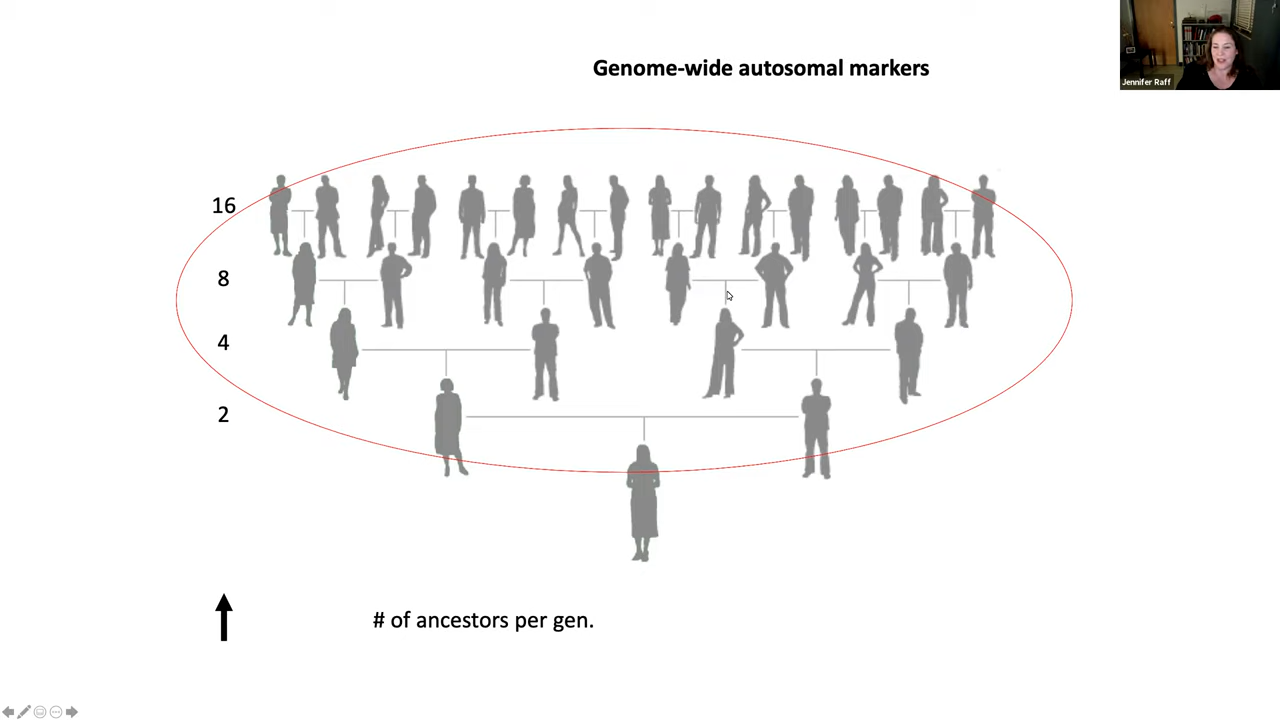 Genome-wide autosomal markers
Jennifer Raff
16
8
4
2
# of ancestors per gen.